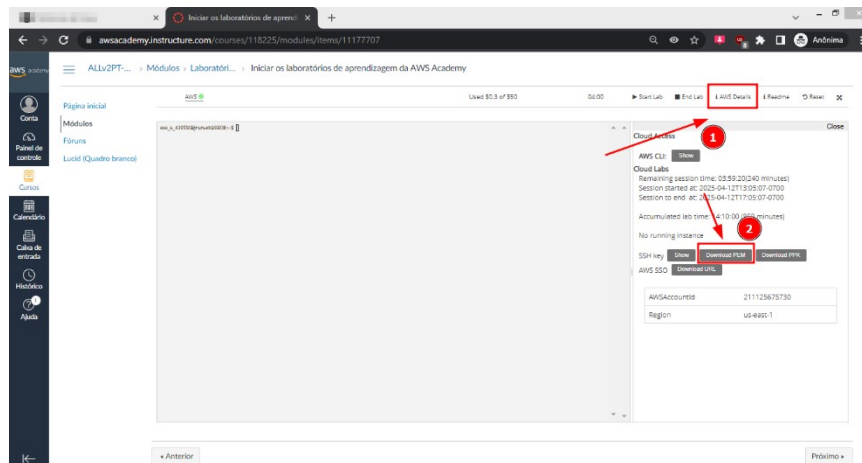 Iniciar os laboratórios de aprendi
awsacademy.instructure.com/courses/118225/modules/items/11177707
Anônima
aws academy
ALLv2PT-... > Módulos > Laboratóri... > Iniciar os laboratórios de aprendizagem da AWS Academy
Conta
Painel de controle
Cursos
Calendário
Caixa de entrada
Histórico
1
Ajuda
Página inicial
Módulos
Fóruns
Lucid (Quadro branco)
AWS
Used $0.3 of $50
04:00
Start Lab
End Lab
AWS Details
Readme
Reset
Close
1
Cloud Access
AWS CLI: Show
Cloud Labs
Remaining session time: 03:59:20(240 minutes)
Session started at: 2025-04-12T13:05:07-0700
Session to end at: 2025-04-12T17:05:07-0700
Accumulated lab time: minutes)
2
No running instance
SSH key Show Download PEM Download PPK
AWS SSO Download URL
AWSAccountId 211125675730
Region us-east-1
◂ Anterior
Próximo ▸